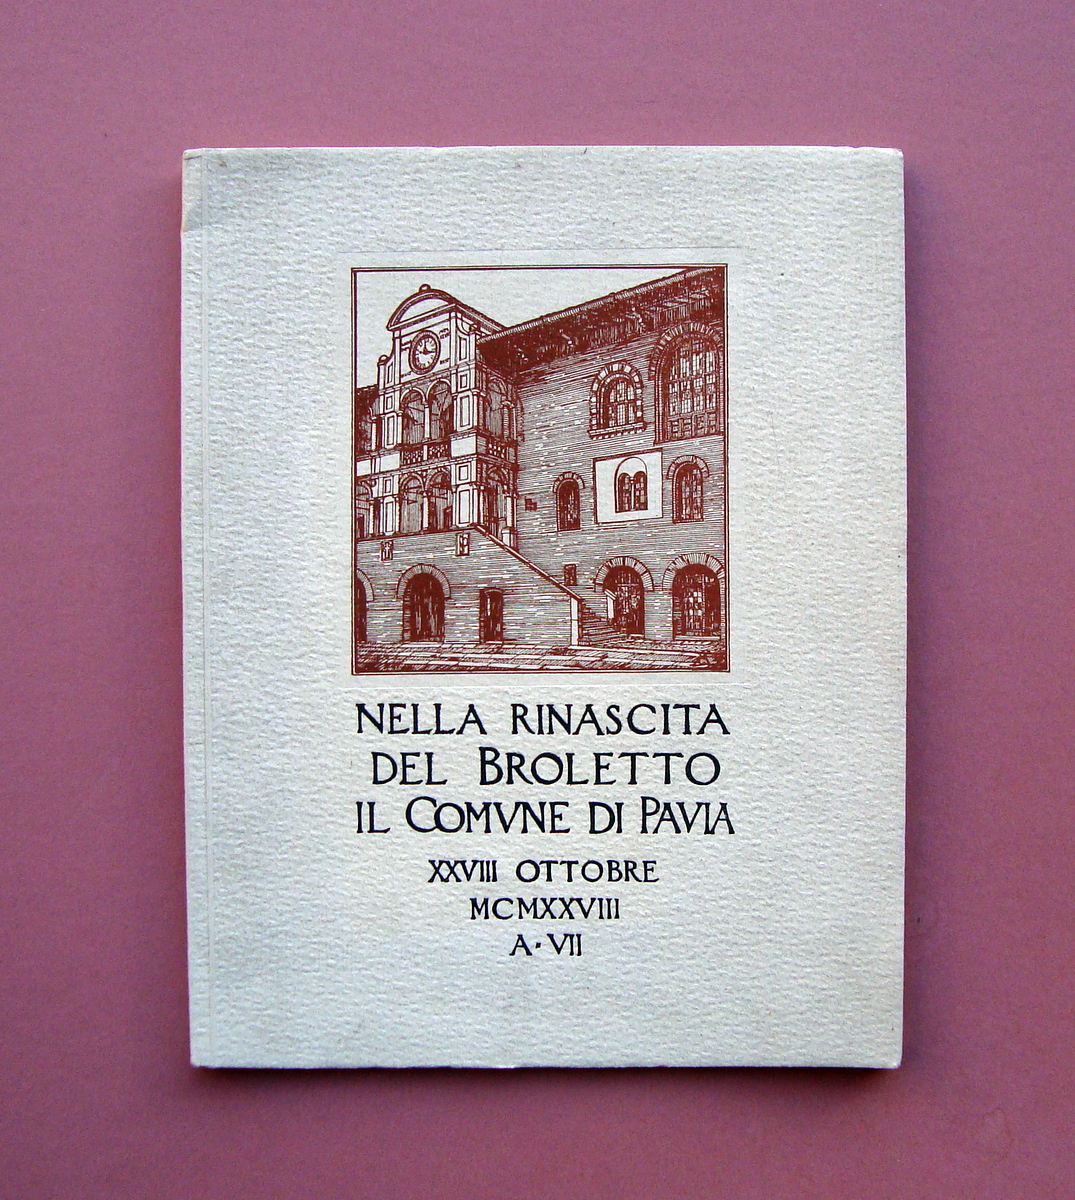 NELLA RINASCITA
DEL BROLETTO
IL COMVNE DI PAVIA
XXVIII OTTOBRE
MCMXXVIII
A·VII